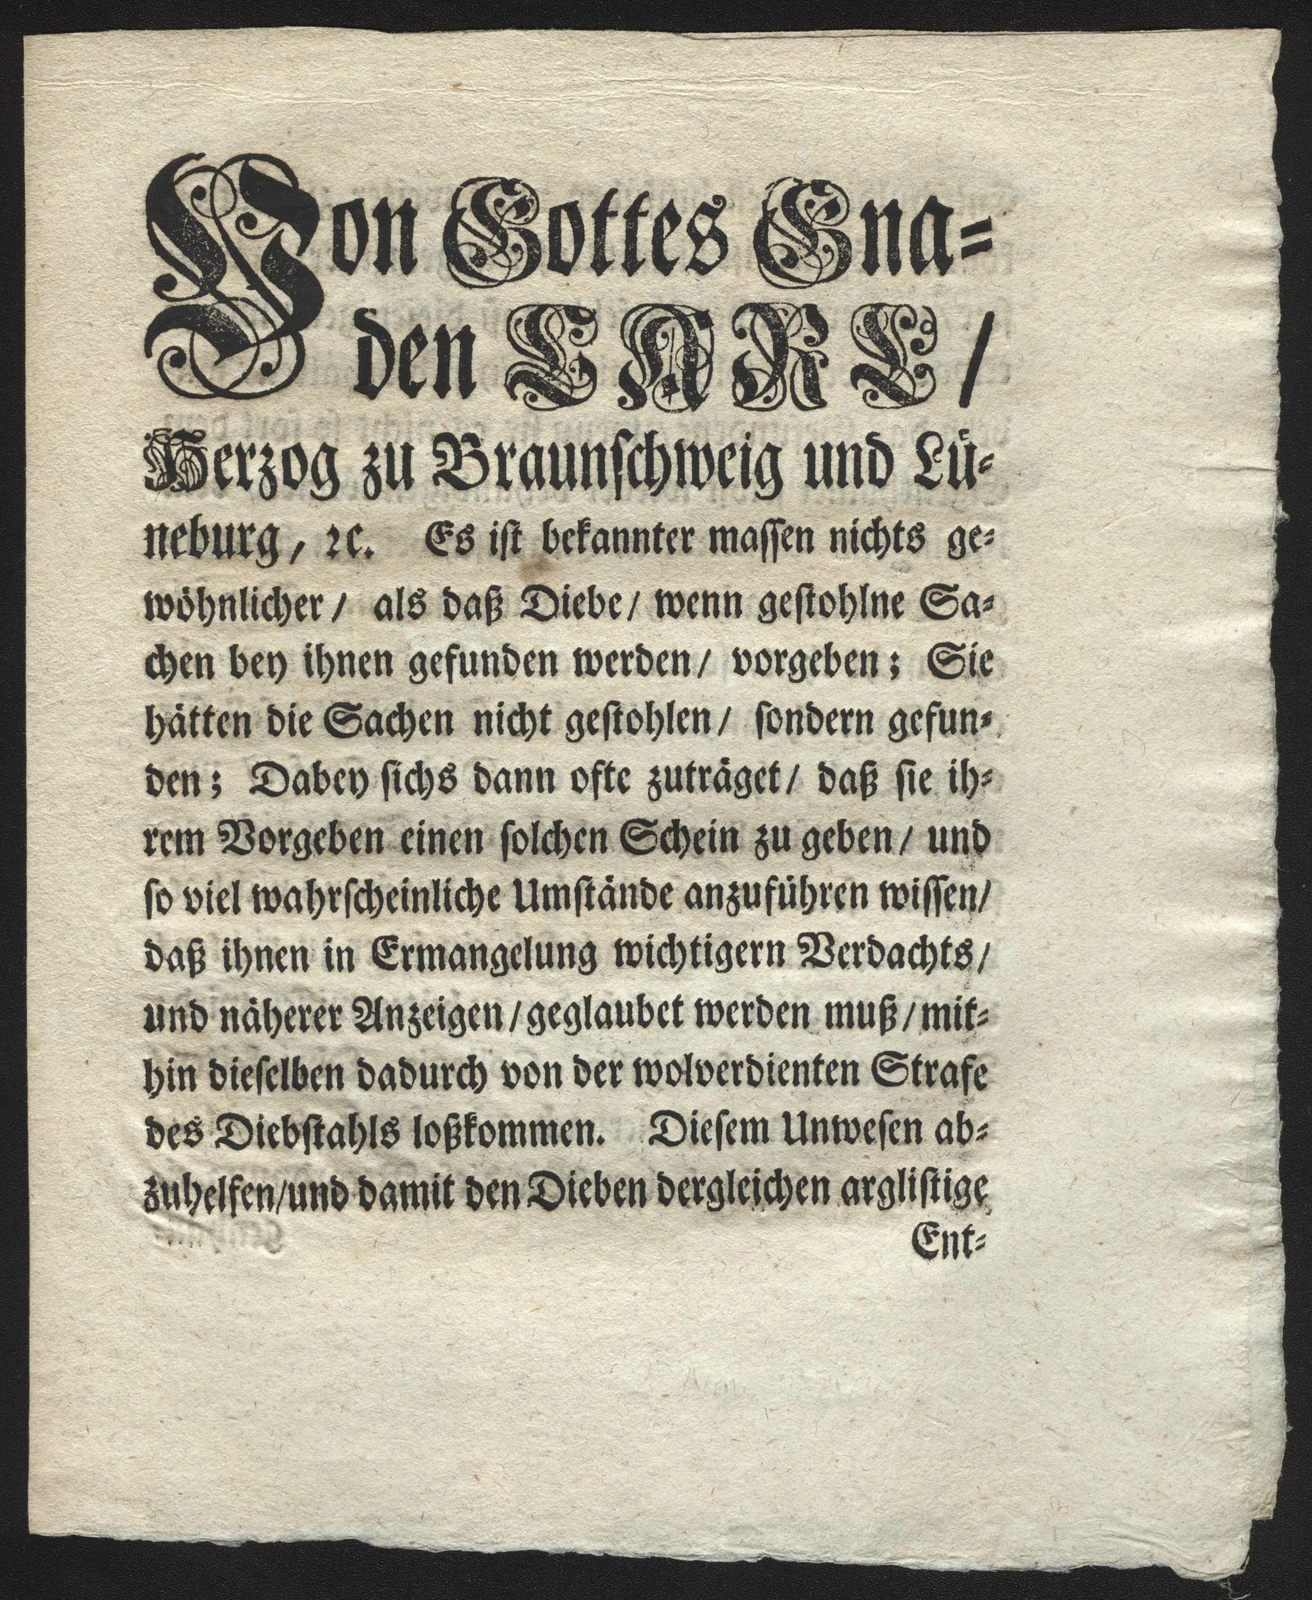 Von Gottes Gna-
den CARL /
Herzog zu Braunſchweig und Lü-
neburg, ꝛc. Es iſt bekannter maſſen nichts ge-
wöhnlicher / als daß Diebe / wenn geſtohlne Sa-
chen bey ihnen gefunden werden / vorgeben; Sie
hätten die Sachen nicht geſtohlen / ſondern gefun-
den; Dabey ſichs dann ofte zuträget / daß ſie ih-
rem Vorgeben einen ſolchen Schein zu geben / und
ſo viel wahrſcheinliche Umſtände anzuführen wiſſen /
daß ihnen in Ermangelung wichtigern Verdachts /
und näherer Anzeigen / geglaubet werden muß / mit-
hin dieſelben dadurch von der wolverdienten Strafe
des Diebſtahls loßkommen. Dieſem Unweſen ab-
zuhelfen / und damit den Dieben dergleichen argliſtige
Ent-